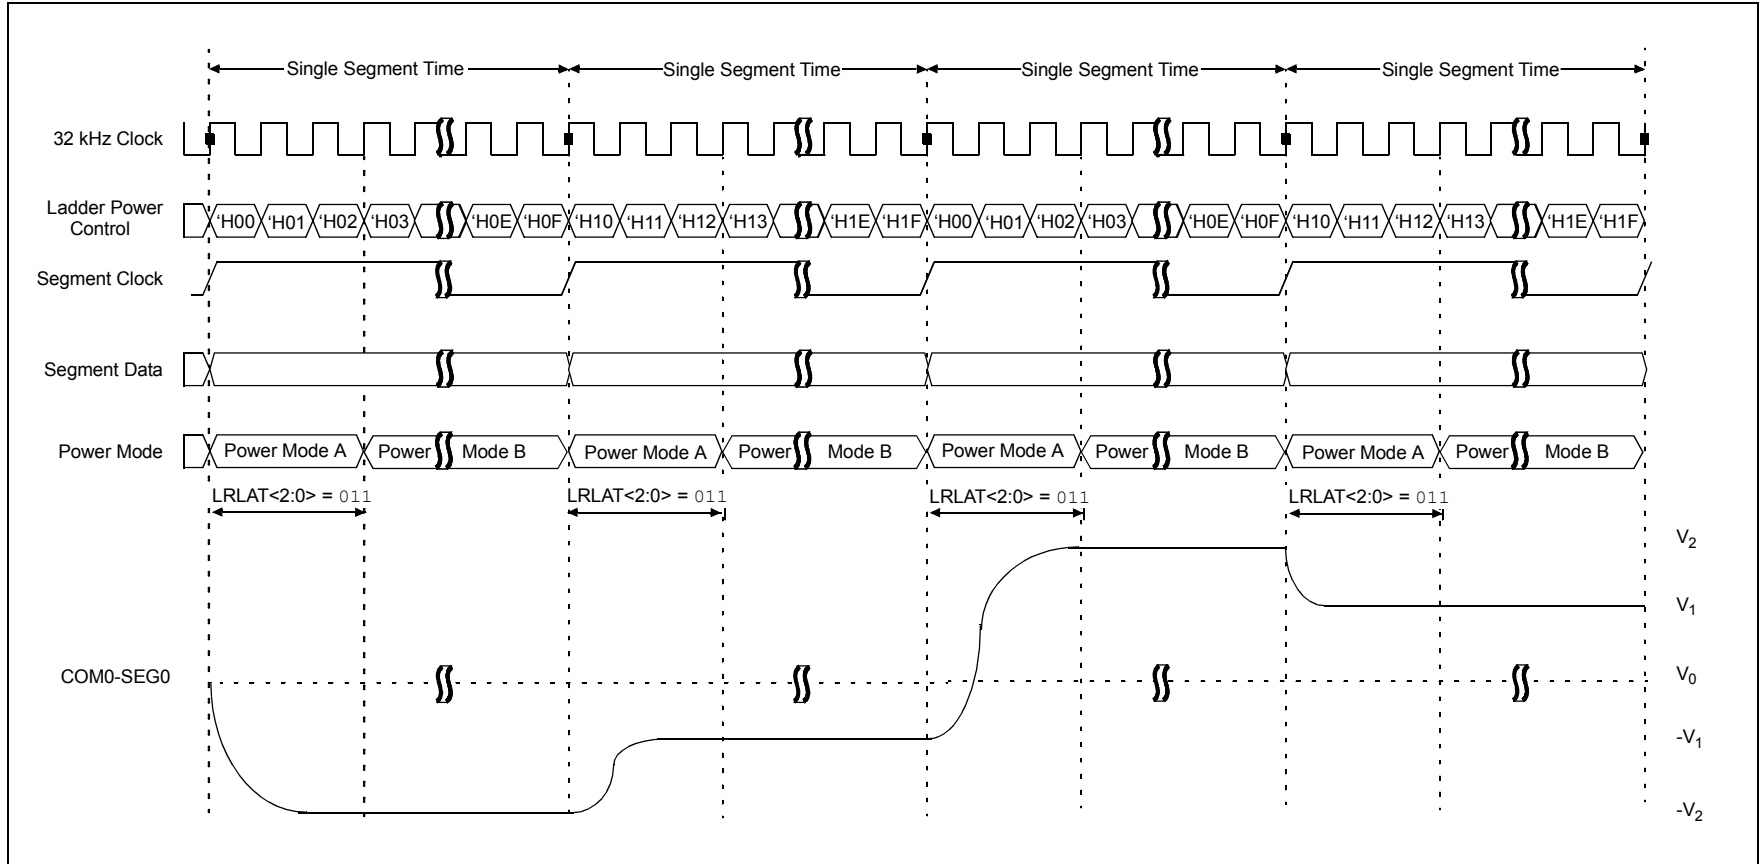 Single Segment Time Single Segment Time Single Segment Time Single Segment Time
32 kHz Clock
Ladder Power
Control
‘H00 ‘H01 ‘H02 ‘H03 ‘H0E ‘H0F ‘H10 ‘H11 ‘H12 ‘H13 ‘H1E ‘H1F ‘H00 ‘H01 ‘H02 ‘H03 ‘H0E ‘H0F ‘H10 ‘H11 ‘H12 ‘H13 ‘H1E ‘H1F
Segment Clock
Segment Data
Power Mode Power Mode A Power Mode B Power Mode A Power Mode B Power Mode A Power Mode B Power Mode A Power Mode B
LRLAT<2:0> = 011 LRLAT<2:0> = 011 LRLAT<2:0> = 011 LRLAT<2:0> = 011
V2
V1
COM0-SEG0 V0
-V1
-V2